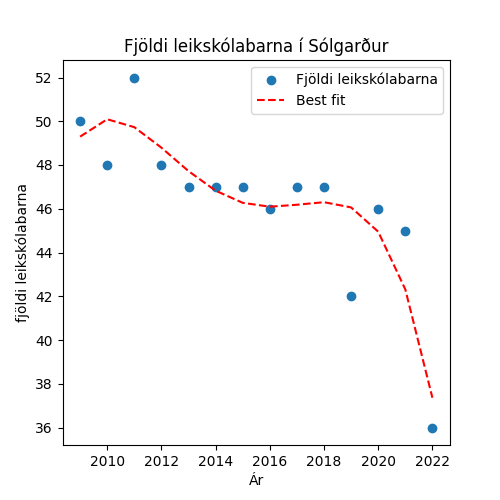 Fjöldi leikskólabarna í Sólgarður
Fjöldi leikskólabarna
Best fit
52
50
48
46
44
42
40
38
36
fjöldi leikskólabarna
2010 2012 2014 2016 2018 2020 2022
Ár